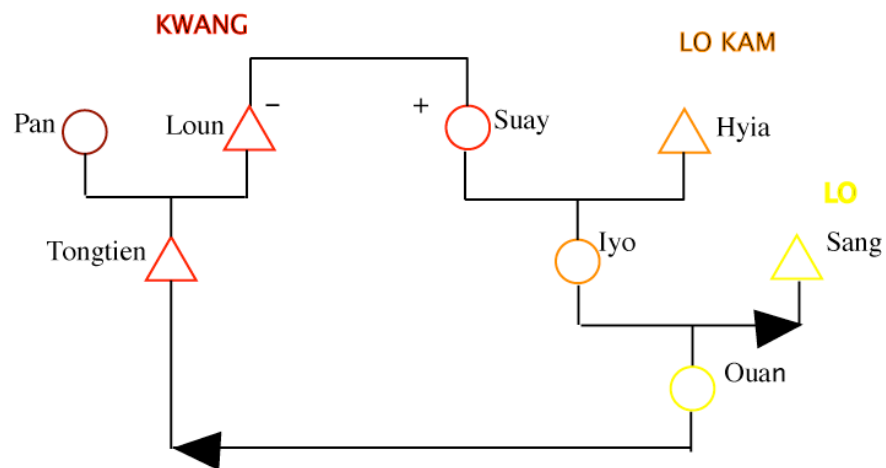 KWANG
LO KAM
Pan
Loun
−
+
Suay
Hyia
LO
Tongtien
Iyo
Sang
Ouan